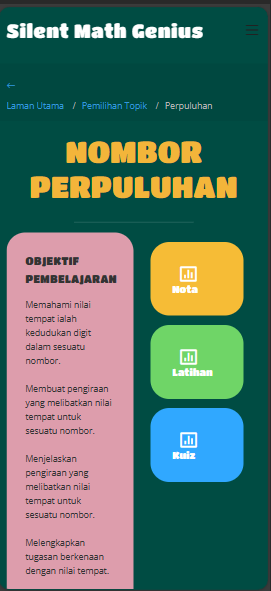 Silent Math Genius
←
Laman Utama / Pemilihan Topik / Perpuluhan
NOMBOR
PERPULUHAN
OBJEKTIF
PEMBELAJARAN
Memahami nilai
tempat ialah
kedudukan digit
dalam sesuatu
nombor.
Membuat pengiraan
yang melibatkan nilai
tempat untuk
sesuatu nombor.
Menjelaskan
pengiraan yang
melibatkan nilai
tempat untuk
sesuatu nombor.
Melengkapkan
tugasan berkenaan
dengan nilai tempat.
Nota
Latihan
Kuiz